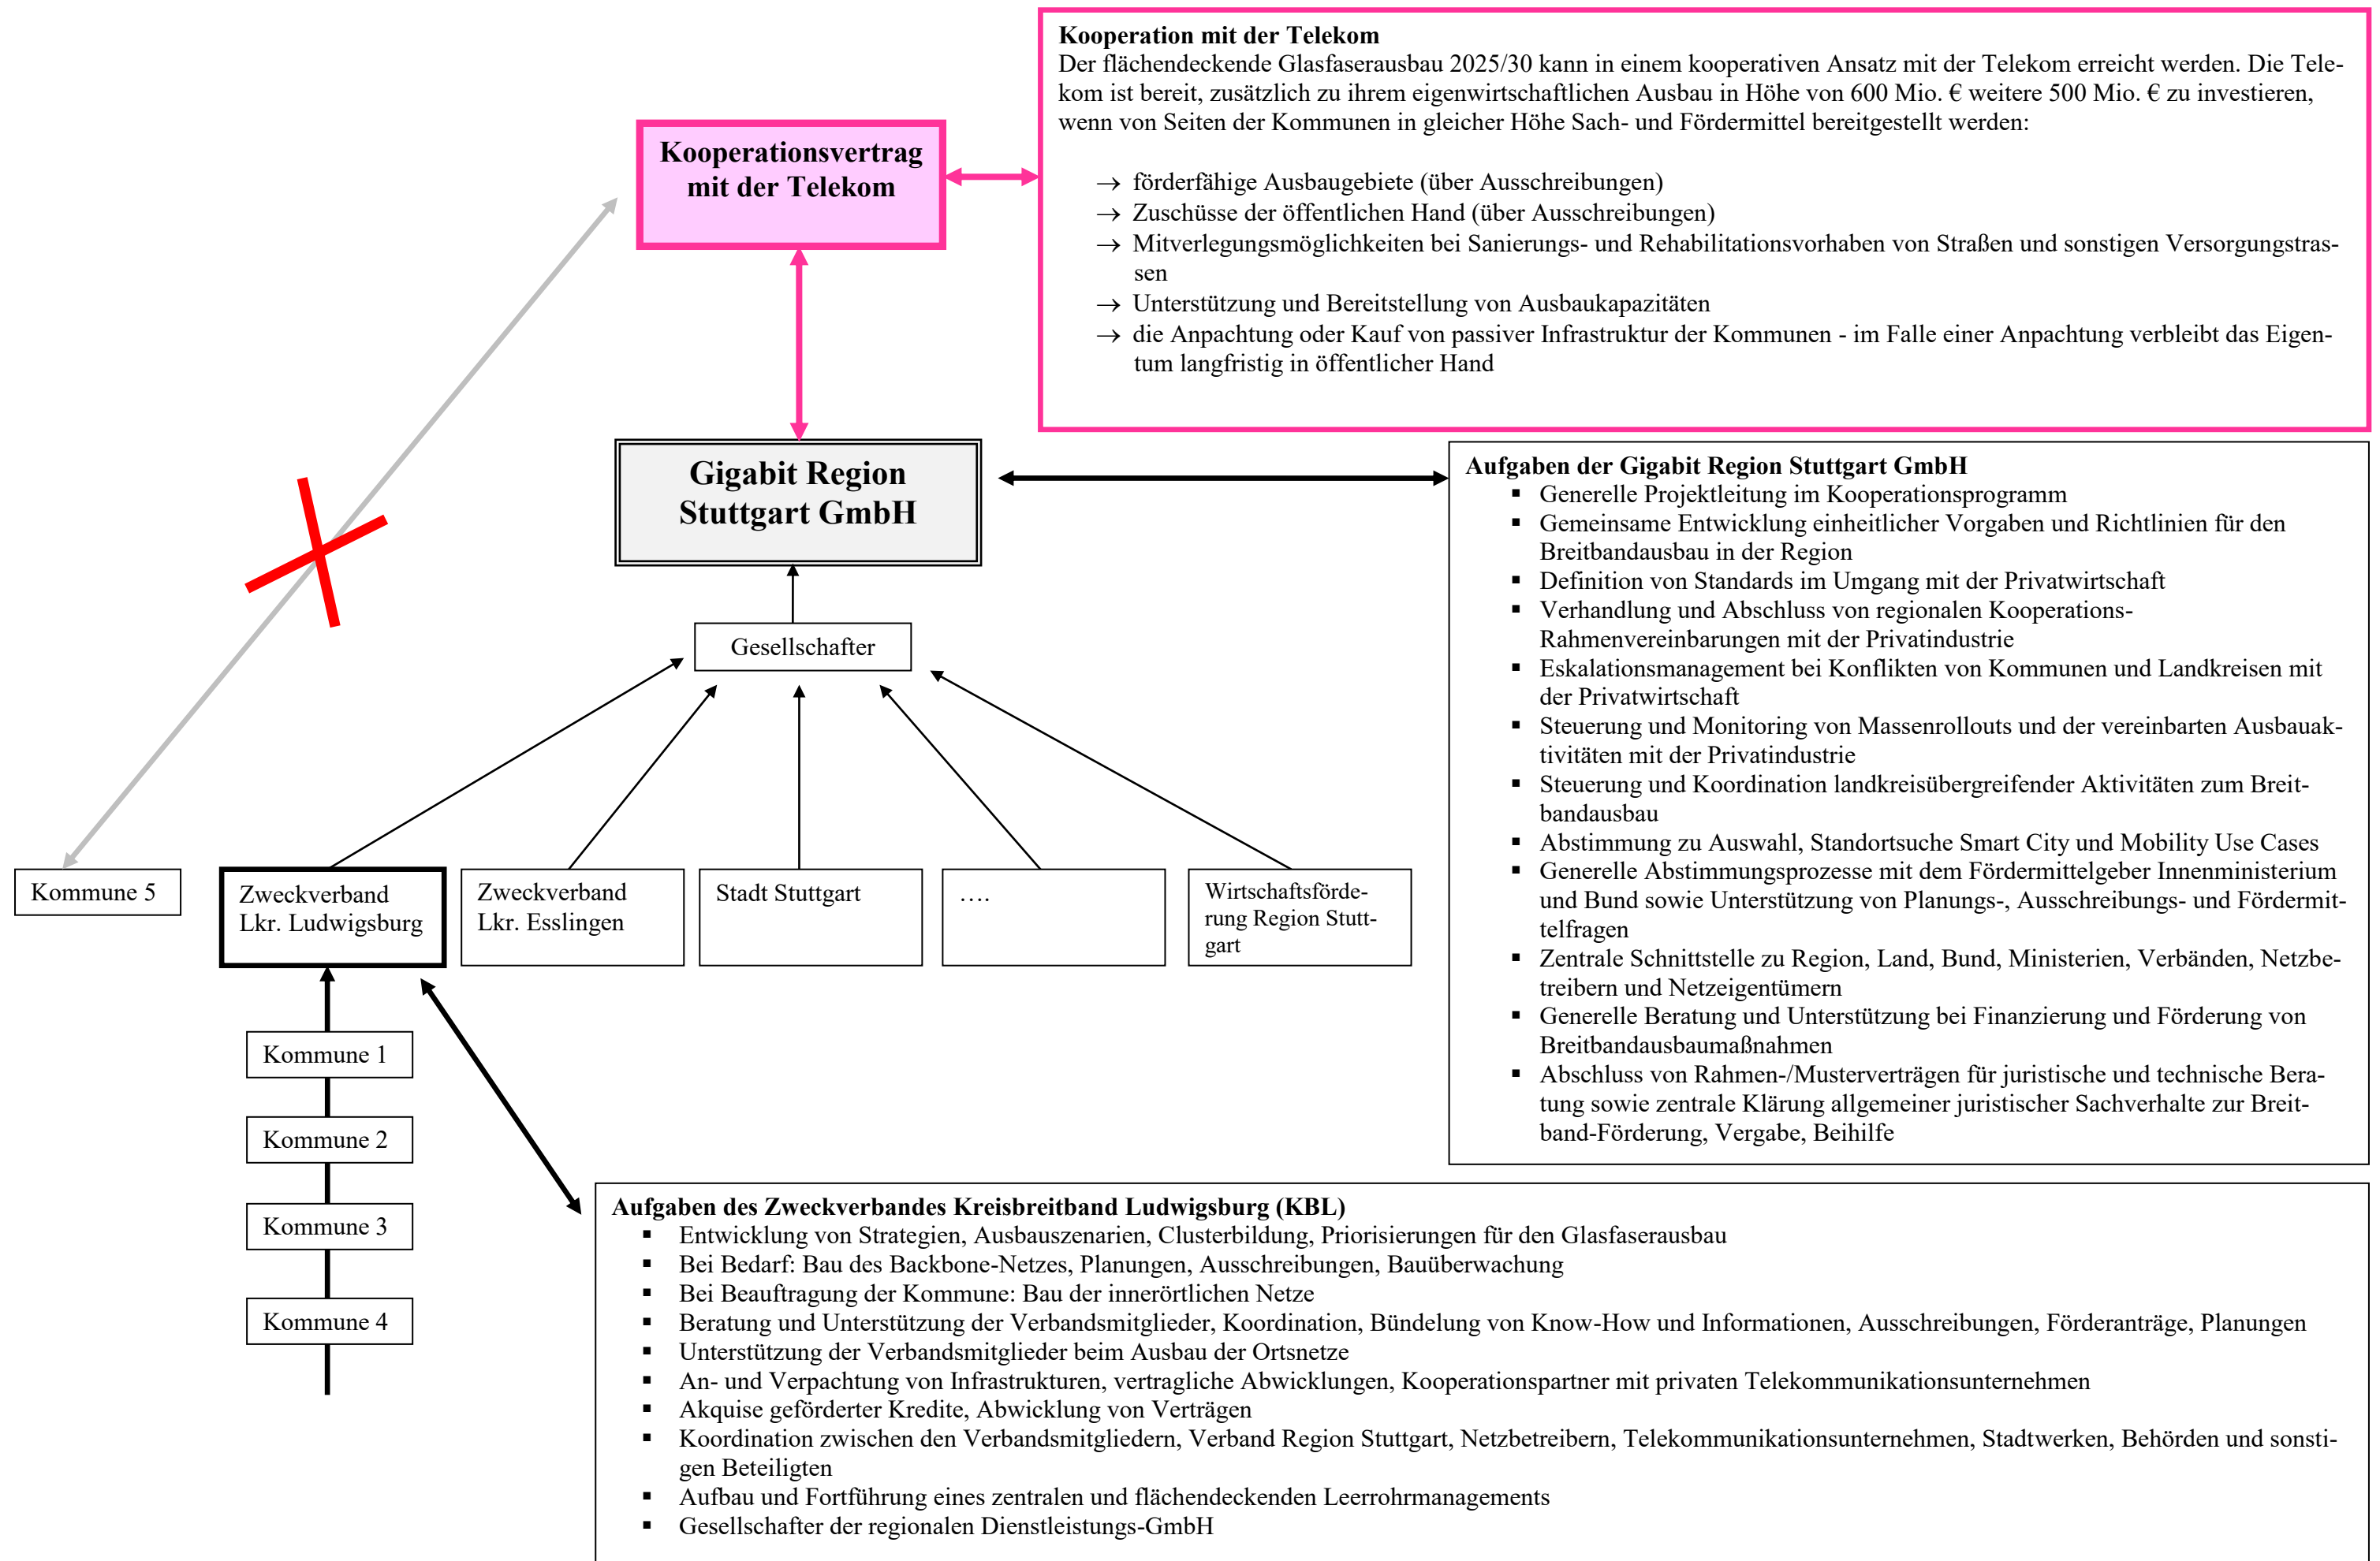 Kooperation mit der Telekom
Der flächendeckende Glasfaserausbau 2025/30 kann in einem kooperativen Ansatz mit der Telekom erreicht werden. Die Tele-
kom ist bereit, zusätzlich zu ihrem eigenwirtschaftlichen Ausbau in Höhe von 600 Mio. € weitere 500 Mio. € zu investieren,
wenn von Seiten der Kommunen in gleicher Höhe Sach- und Fördermittel bereitgestellt werden:
→ förderfähige Ausbaugebiete (über Ausschreibungen)
→ Zuschüsse der öffentlichen Hand (über Ausschreibungen)
→ Mitverlegungsmöglichkeiten bei Sanierungs- und Rehabilitationsvorhaben von Straßen und sonstigen Versorgungstras-
sen
→ Unterstützung und Bereitstellung von Ausbaukapazitäten
→ die Anpachtung oder Kauf von passiver Infrastruktur der Kommunen - im Falle einer Anpachtung verbleibt das Eigen-
tum langfristig in öffentlicher Hand
Kooperationsvertrag
mit der Telekom
Gigabit Region
Stuttgart GmbH
Aufgaben der Gigabit Region Stuttgart GmbH
▪ Generelle Projektleitung im Kooperationsprogramm
▪ Gemeinsame Entwicklung einheitlicher Vorgaben und Richtlinien für den
Breitbandausbau in der Region
▪ Definition von Standards im Umgang mit der Privatwirtschaft
▪ Verhandlung und Abschluss von regionalen Kooperations-
Rahmenvereinbarungen mit der Privatindustrie
▪ Eskalationsmanagement bei Konflikten von Kommunen und Landkreisen mit
der Privatwirtschaft
▪ Steuerung und Monitoring von Massenrollouts und der vereinbarten Ausbauak-
tivitäten mit der Privatindustrie
▪ Steuerung und Koordination landkreisübergreifender Aktivitäten zum Breit-
bandausbau
▪ Abstimmung zu Auswahl, Standortsuche Smart City und Mobility Use Cases
▪ Generelle Abstimmungsprozesse mit dem Fördermittelgeber Innenministerium
und Bund sowie Unterstützung von Planungs-, Ausschreibungs- und Fördermit-
telfragen
▪ Zentrale Schnittstelle zu Region, Land, Bund, Ministerien, Verbänden, Netzbe-
treibern und Netzeigentümern
▪ Generelle Beratung und Unterstützung bei Finanzierung und Förderung von
Breitbandausbaumaßnahmen
▪ Abschluss von Rahmen-/Musterverträgen für juristische und technische Bera-
tung sowie zentrale Klärung allgemeiner juristischer Sachverhalte zur Breit-
band-Förderung, Vergabe, Beihilfe
Gesellschafter
Kommune 5
Zweckverband
Lkr. Ludwigsburg
Zweckverband
Lkr. Esslingen
Stadt Stuttgart
….
Wirtschaftsförde-
rung Region Stutt-
gart
Kommune 1
Kommune 2
Kommune 3
Kommune 4
Aufgaben des Zweckverbandes Kreisbreitband Ludwigsburg (KBL)
▪ Entwicklung von Strategien, Ausbauszenarien, Clusterbildung, Priorisierungen für den Glasfaserausbau
▪ Bei Bedarf: Bau des Backbone-Netzes, Planungen, Ausschreibungen, Bauüberwachung
▪ Bei Beauftragung der Kommune: Bau der innerörtlichen Netze
▪ Beratung und Unterstützung der Verbandsmitglieder, Koordination, Bündelung von Know-How und Informationen, Ausschreibungen, Förderanträge, Planungen
▪ Unterstützung der Verbandsmitglieder beim Ausbau der Ortsnetze
▪ An- und Verpachtung von Infrastrukturen, vertragliche Abwicklungen, Kooperationspartner mit privaten Telekommunikationsunternehmen
▪ Akquise geförderter Kredite, Abwicklung von Verträgen
▪ Koordination zwischen den Verbandsmitgliedern, Verband Region Stuttgart, Netzbetreibern, Telekommunikationsunternehmen, Stadtwerken, Behörden und sonsti-
gen Beteiligten
▪ Aufbau und Fortführung eines zentralen und flächendeckenden Leerrohrmanagements
▪ Gesellschafter der regionalen Dienstleistungs-GmbH